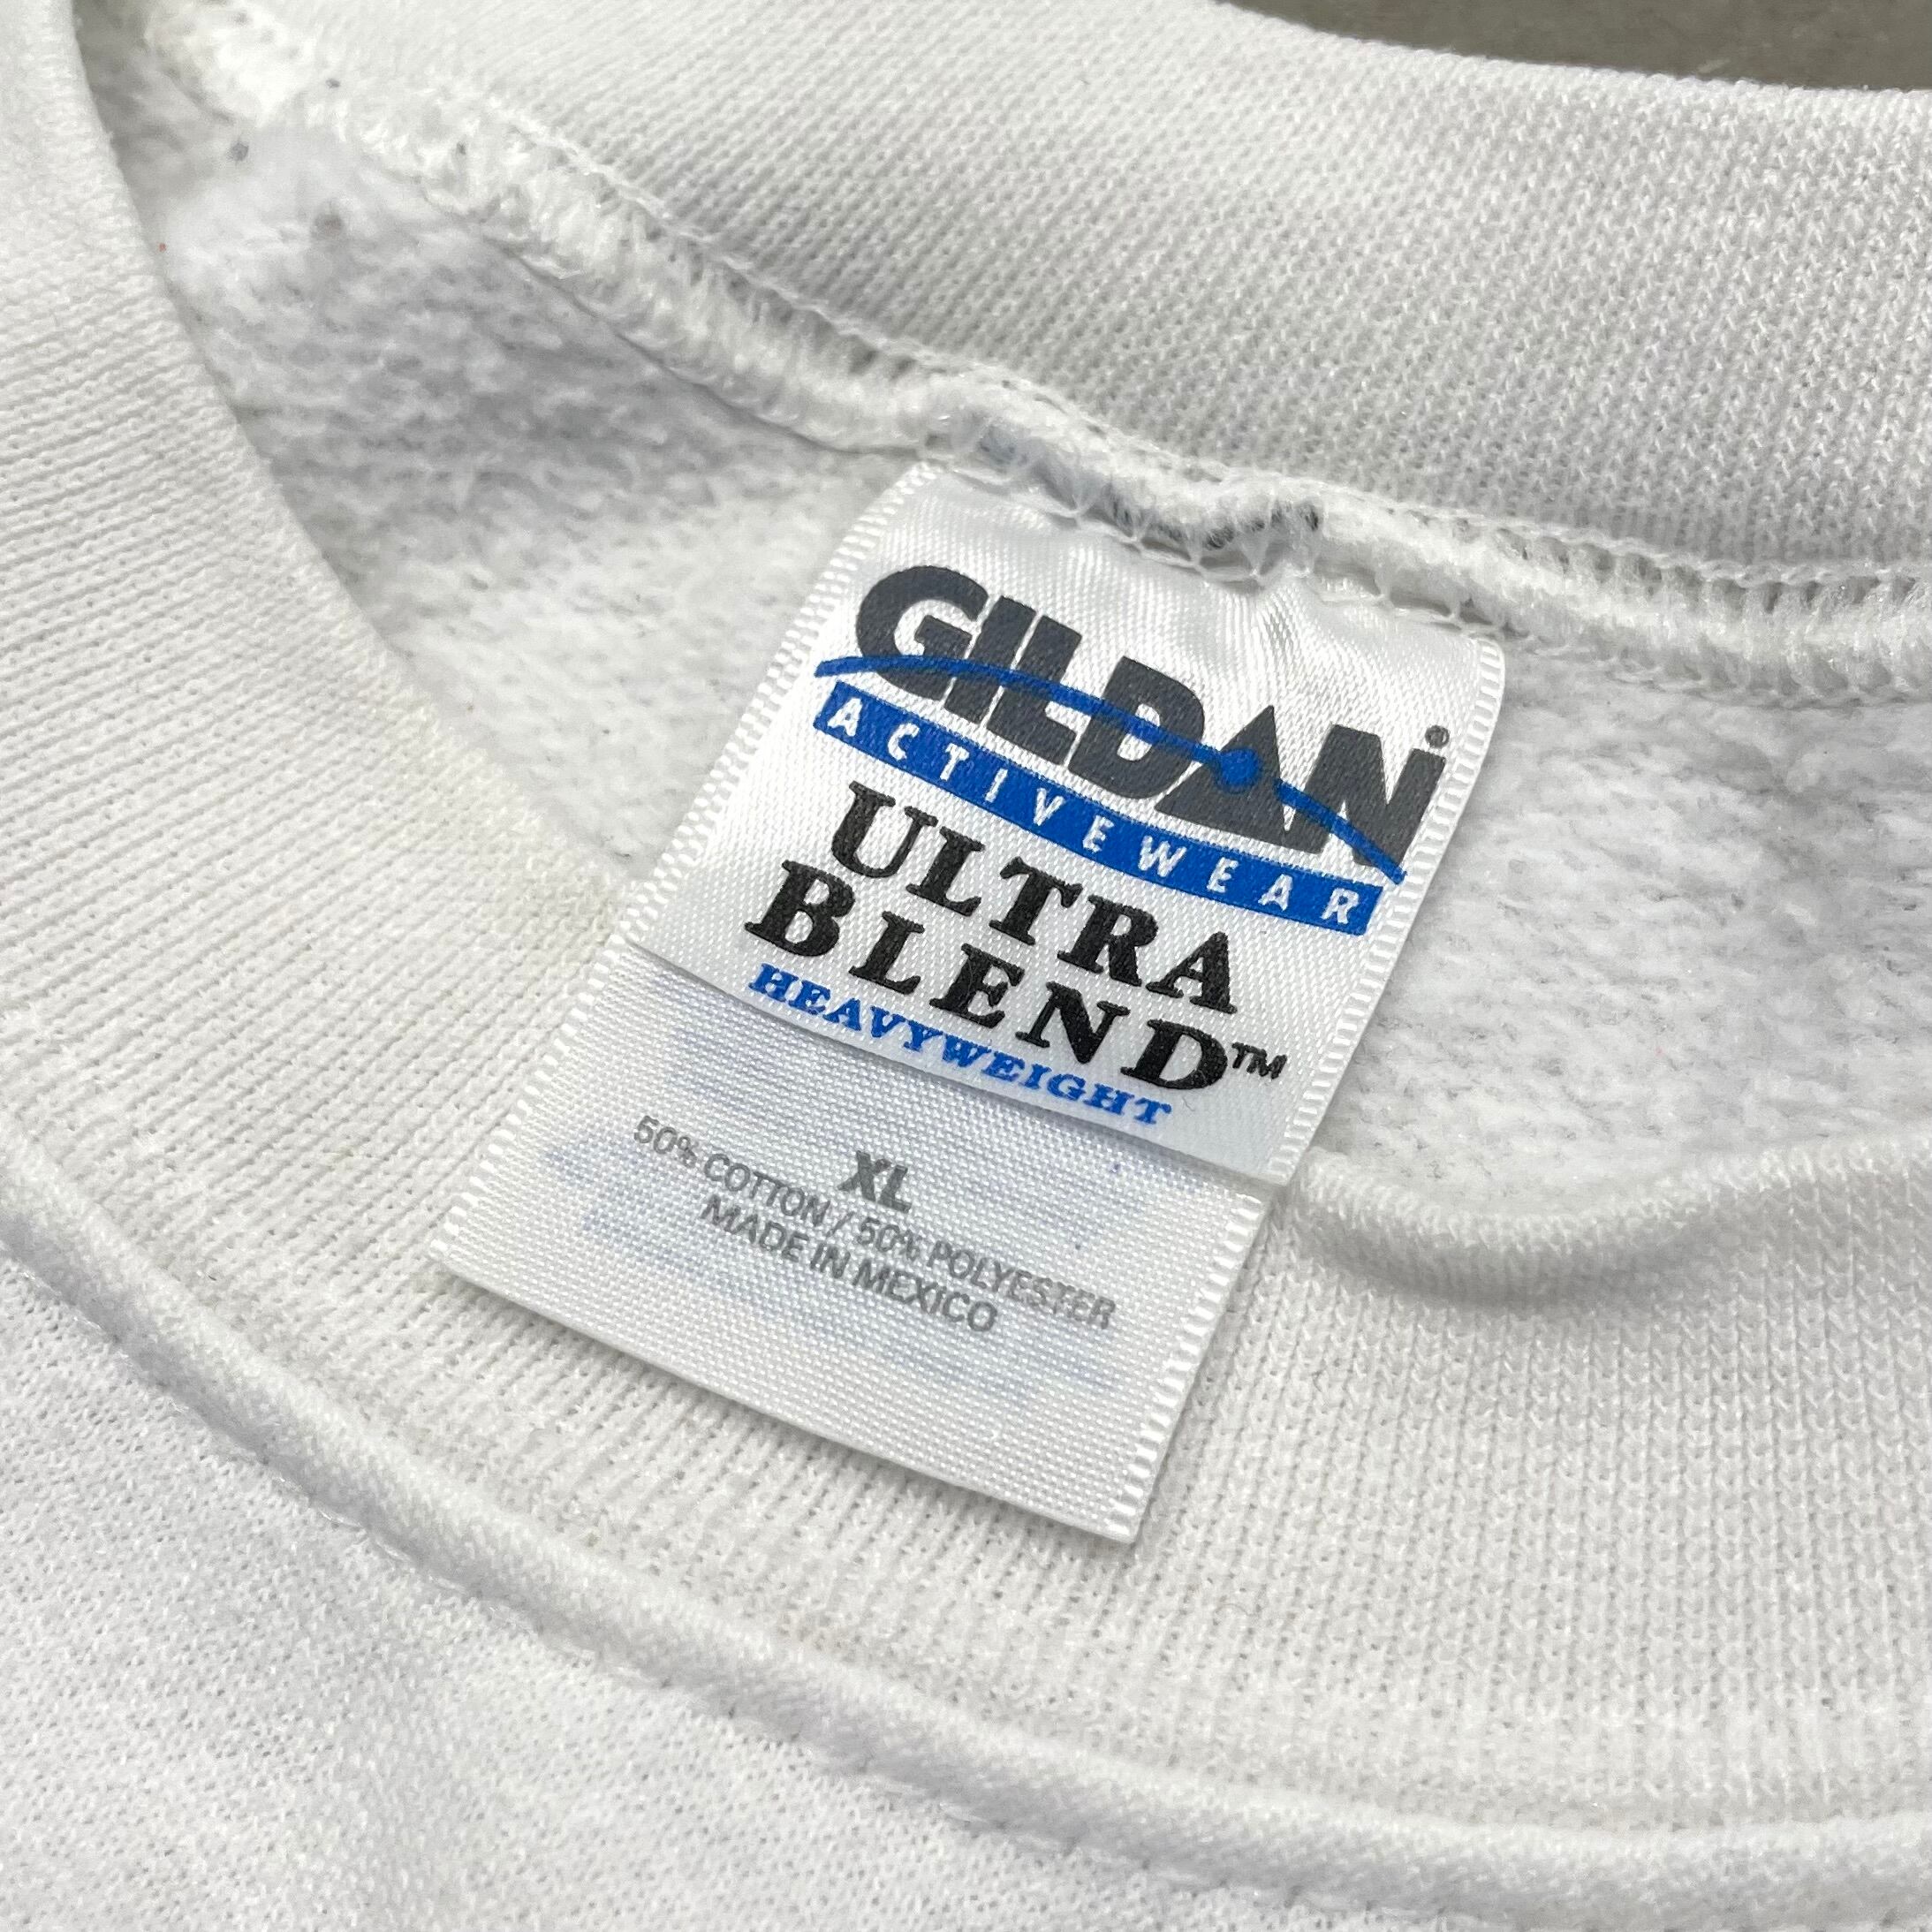 GILDAN®
ACTIVEWEAR
ULTRA
BLEND™
HEAVYWEIGHT
XL
50% COTTON / 50% POLYESTER
MADE IN MEXICO